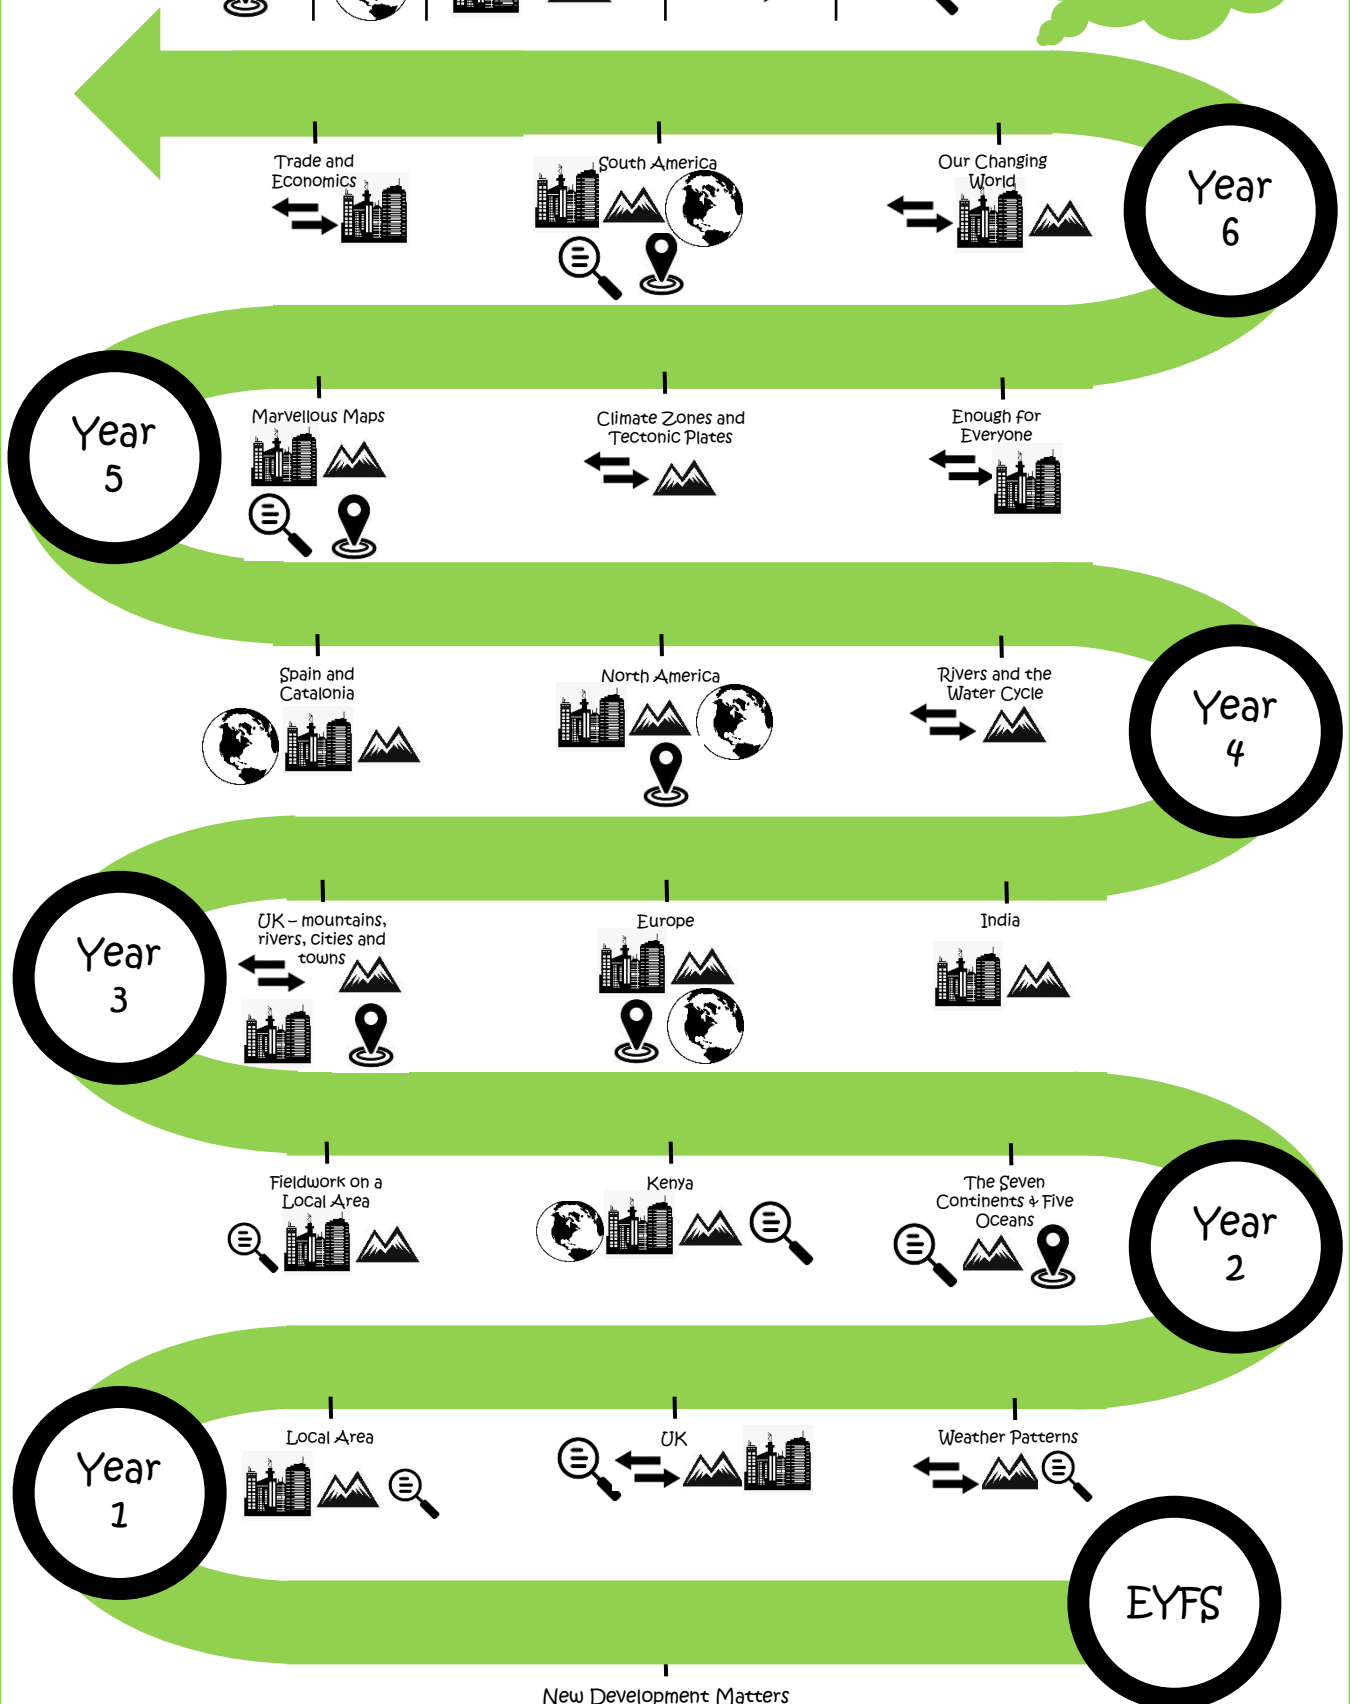 Trade and
Economics
South America
Our Changing
World
Year
6
Year
5
Marvellous Maps
Climate Zones and
Tectonic Plates
Enough for
Everyone
Spain and
Catalonia
North America
Rivers and the
Water Cycle
Year
4
Year
3
UK – mountains,
rivers, cities and
towns
Europe
India
Fieldwork on a
Local Area
Kenya
The Seven
Continents & Five
Oceans
Year
2
Year
1
Local Area
UK
Weather Patterns
EYFS
New Development Matters